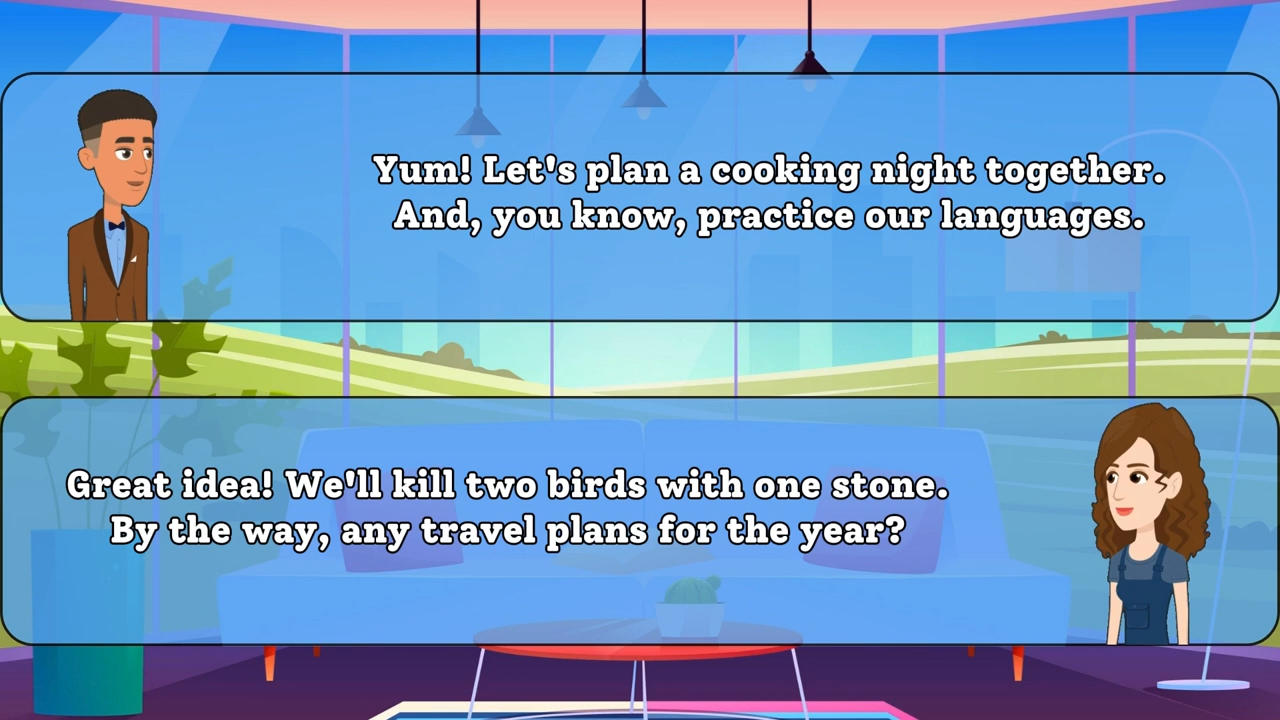 Yum! Let's plan a cooking night together.
And, you know, practice our languages.
Great idea! We'll kill two birds with one stone.
By the way, any travel plans for the year?